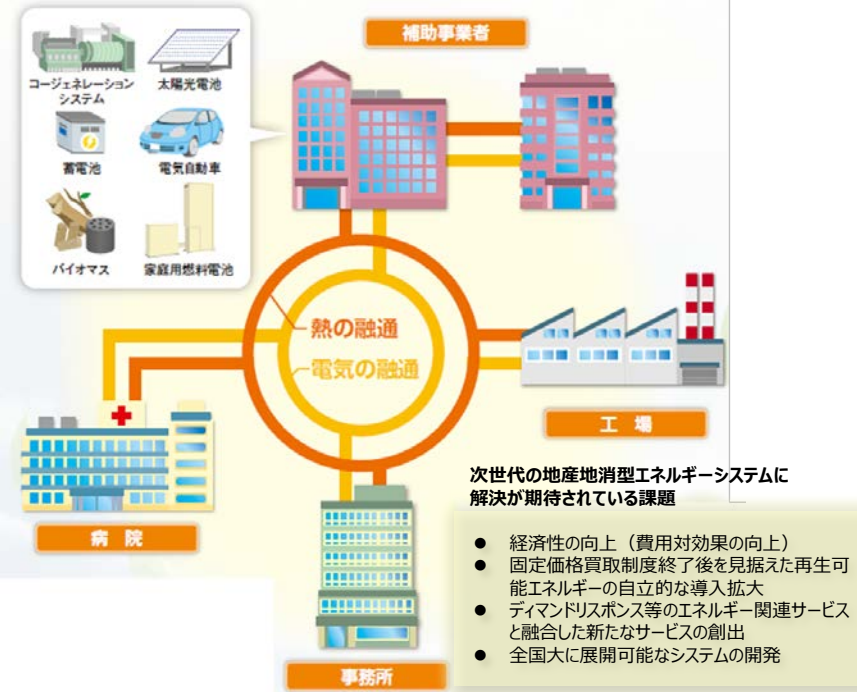 補助事業者
コージェネレーション
システム
太陽光電池
蓄電池
電気自動車
バイオマス
家庭用燃料電池
熱の融通
電気の融通
工 場
病 院
事務所
次世代の地産地消型エネルギーシステムに
解決が期待されている課題
● 経済性の向上（費用対効果の向上）
● 固定価格買取制度終了後を見据えた再生可
能エネルギーの自立的な導入拡大
● ディマンドリスポンス等のエネルギー関連サービス
と融合した新たなサービスの創出
● 全国大に展開可能なシステムの開発